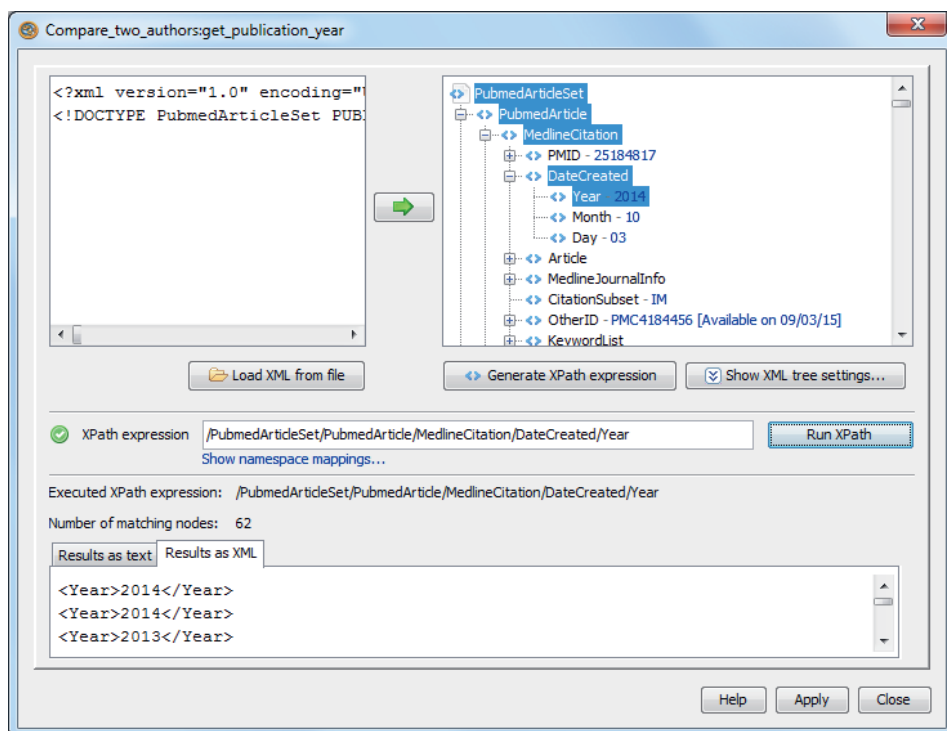 Compare_two_authors:get_publication_year
<?xml version="1.0" encoding="
<!DOCTYPE PubmedArticleSet PUB
PubmedArticleSet
PubmedArticle
MedlineCitation
PMID - 25184817
DateCreated
Year - 2014
Month - 10
Day - 03
Article
MedlineJournalInfo
CitationSubset - IM
OtherID - PMC4184456 [Available on 09/03/15]
KeywordList
Load XML from file
Generate XPath expression
Show XML tree settings...
XPath expression
/PubmedArticleSet/PubmedArticle/MedlineCitation/DateCreated/Year
Run XPath
Show namespace mappings...
Executed XPath expression: /PubmedArticleSet/PubmedArticle/MedlineCitation/DateCreated/Year
Number of matching nodes: 62
Results as text
Results as XML
<Year>2014</Year>
<Year>2014</Year>
<Year>2013</Year>
Help
Apply
Close